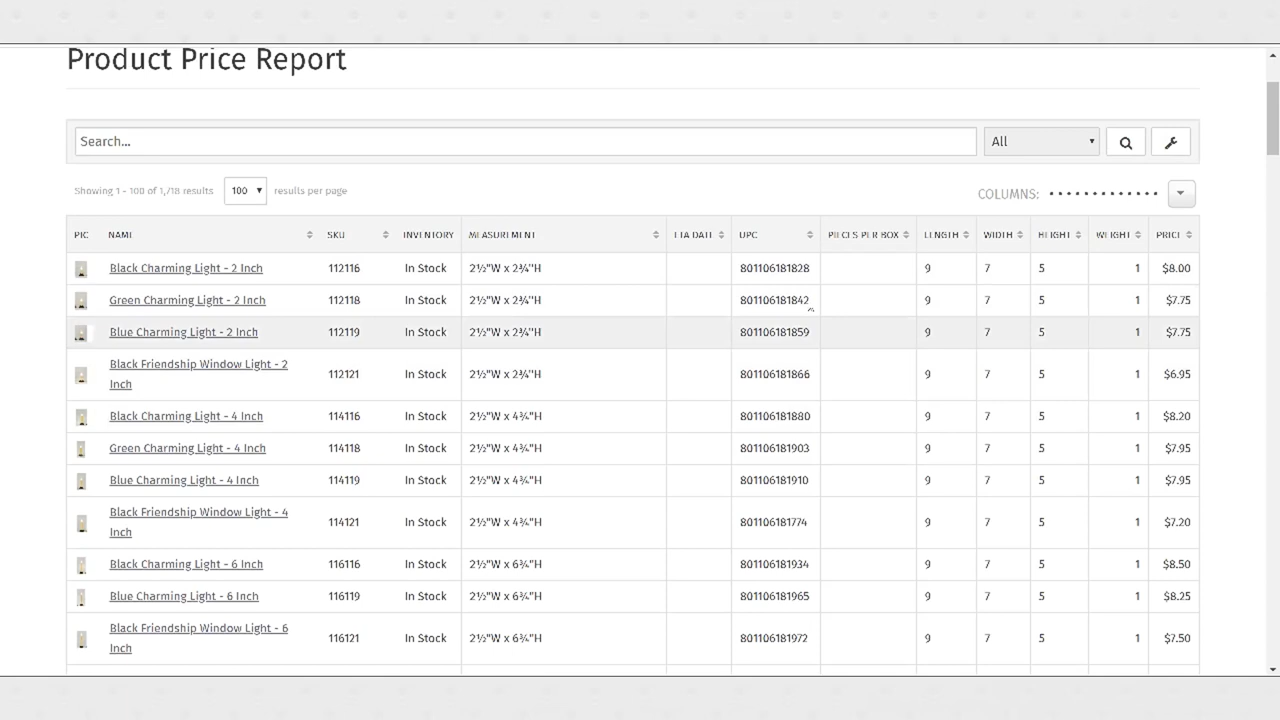 Product Price Report
Search... All
Showing 1 - 100 of 1,718 results 100 results per page COLUMNS:
PIC NAME SKU INVENTORY MEASUREMENT ETA DATE UPC PIECES PER BOX LENGTH WIDTH HEIGHT WEIGHT PRICE
Black Charming Light - 2 Inch 112116 In Stock 2½"W x 2¾"H 801106181828 9 7 5 1 $8.00
Green Charming Light - 2 Inch 112118 In Stock 2½"W x 2¾"H 801106181842 9 7 5 1 $7.75
Blue Charming Light - 2 Inch 112119 In Stock 2½"W x 2¾"H 801106181859 9 7 5 1 $7.75
Black Friendship Window Light - 2
Inch 112121 In Stock 2½"W x 2¾"H 801106181866 9 7 5 1 $6.95
Black Charming Light - 4 Inch 114116 In Stock 2½"W x 4¾"H 801106181880 9 7 5 1 $8.20
Green Charming Light - 4 Inch 114118 In Stock 2½"W x 4¾"H 801106181903 9 7 5 1 $7.95
Blue Charming Light - 4 Inch 114119 In Stock 2½"W x 4¾"H 801106181910 9 7 5 1 $7.95
Black Friendship Window Light - 4
Inch 114121 In Stock 2½"W x 4¾"H 801106181774 9 7 5 1 $7.20
Black Charming Light - 6 Inch 116116 In Stock 2½"W x 6¾"H 801106181934 9 7 5 1 $8.50
Blue Charming Light - 6 Inch 116119 In Stock 2½"W x 6¾"H 801106181965 9 7 5 1 $8.25
Black Friendship Window Light - 6
Inch 116121 In Stock 2½"W x 6¾"H 801106181972 9 7 5 1 $7.50